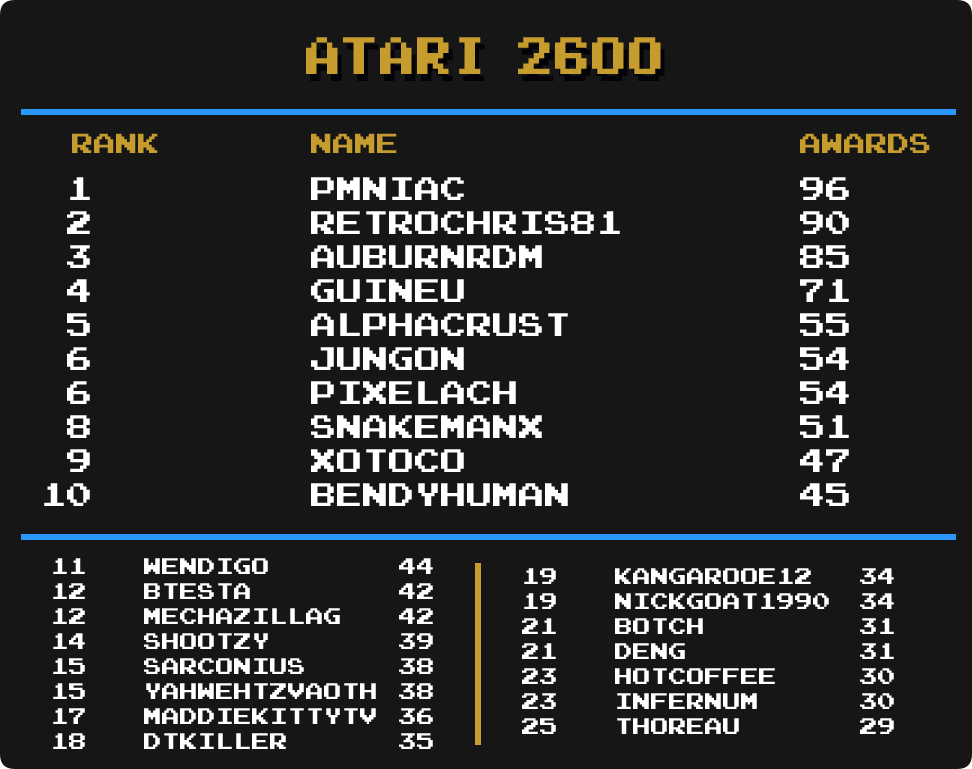 ATARI 2600
RANK NAME AWARDS
1 PMNIAC 96
2 RETROCHRIS81 90
3 AUBURNRDM 85
4 GUINEU 71
5 ALPHACRUST 55
6 JUNGON 54
6 PIXELACH 54
8 SNAKEMANX 51
9 XOTOCO 47
10 BENDYHUMAN 45
11 WENDIGO 44
12 BTESTA 42
12 MECHAZILLAG 42
14 SHOOTZY 39
15 SARCONIUS 38
15 YAHWEHTZVAOTH 38
17 MADDIEKITTYTV 36
18 DTKILLER 35
19 KANGAROOE12 34
19 NICKGOAT1990 34
21 BOTCH 31
21 DENG 31
23 HOTCOFFEE 30
23 INFERNUM 30
25 THOREAU 29